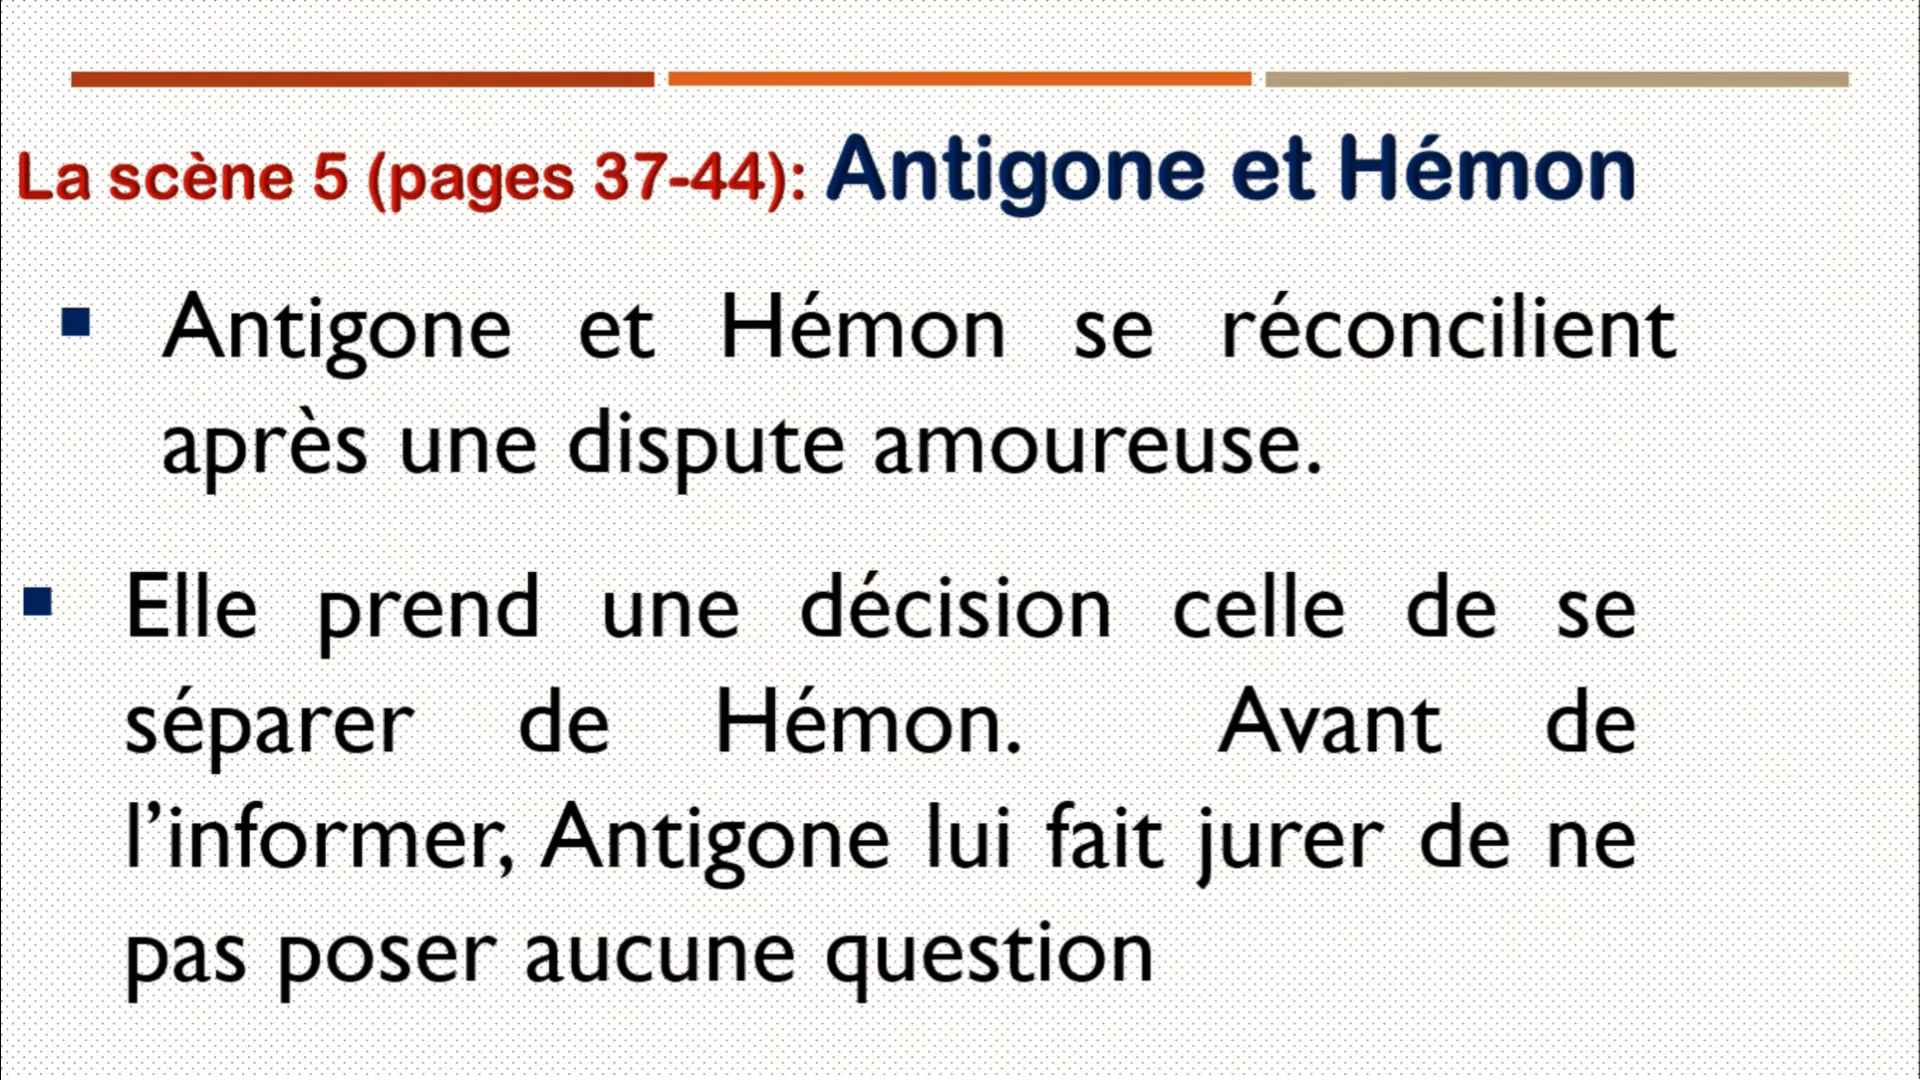 La scène 5 (pages 37-44): Antigone et Hémon
Antigone et Hémon se réconcilient
après une dispute amoureuse.
Elle prend une décision celle de se
séparer de Hémon. Avant de
l’informer, Antigone lui fait jurer de ne
pas poser aucune question